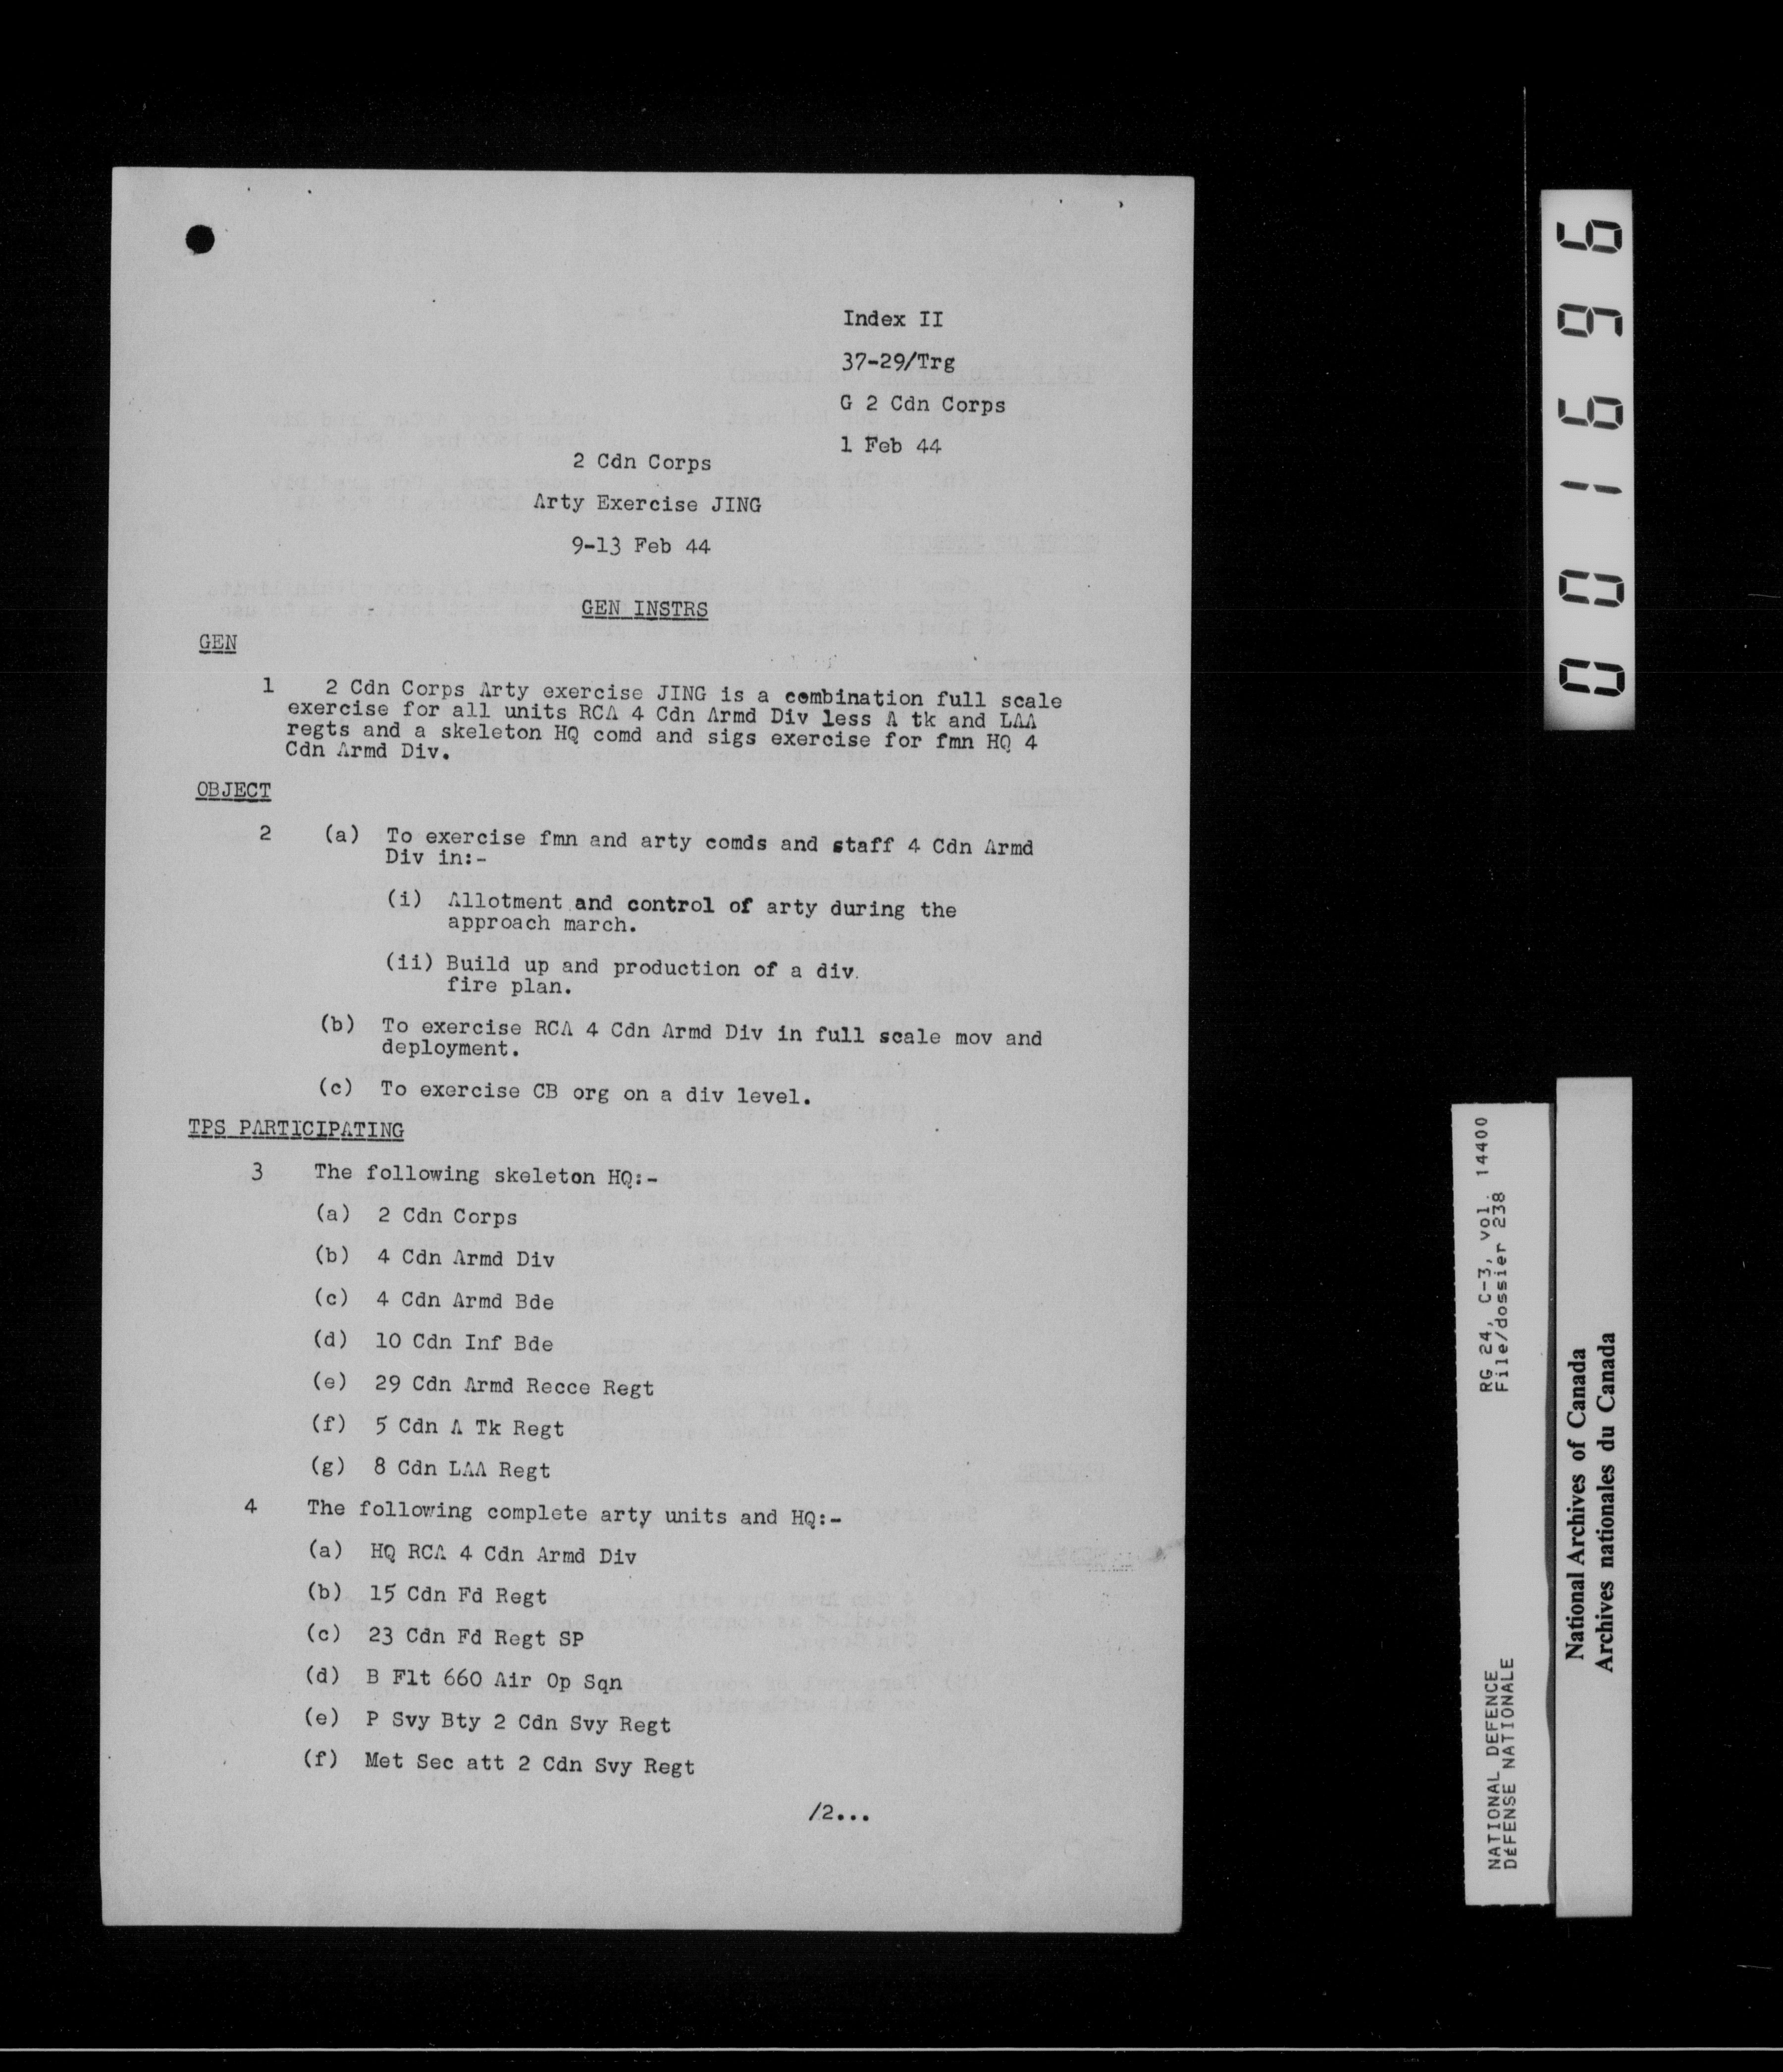 Index II
37-29/Trg
G 2 Cdn Corps
1 Feb 44
2 Cdn Corps
Arty Exercise JING
9-13 Feb 44
GEN INSTRS
GEN
1 2 Cdn Corps Arty exercise JING is a combination full scale
exercise for all units RCA 4 Cdn Armd Div less A tk and LAA
regts and a skeleton HQ comd and sigs exercise for fmn HQ 4
Cdn Armd Div.
OBJECT
2 (a) To exercise fmn and arty comds and staff 4 Cdn Armd
Div in:-
(i) Allotment and control of arty during the
approach march.
(ii) Build up and production of a div
fire plan.
(b) To exercise RCA 4 Cdn Armd Div in full scale mov and
deployment.
(c) To exercise CB org on a div level.
TPS PARTICIPATING
3 The following skeleton HQ:-
(a) 2 Cdn Corps
(b) 4 Cdn Armd Div
(c) 4 Cdn Armd Bde
(d) 10 Cdn Inf Bde
(e) 29 Cdn Armd Recce Regt
(f) 5 Cdn A Tk Regt
(g) 8 Cdn LAA Regt
4 The following complete arty units and HQ:-
(a) HQ RCA 4 Cdn Armd Div
(b) 15 Cdn Fd Regt
(c) 23 Cdn Fd Regt SP
(d) B Flt 660 Air Op Sqn
(e) P Svy Bty 2 Cdn Svy Regt
(f) Met Sec att 2 Cdn Svy Regt
/2...
001696
NATIONAL DEFENCE RG 24, C-3, vol. 14400
DÉFENSE NATIONALE File/dossier 238
National Archives of Canada
Archives nationales du Canada